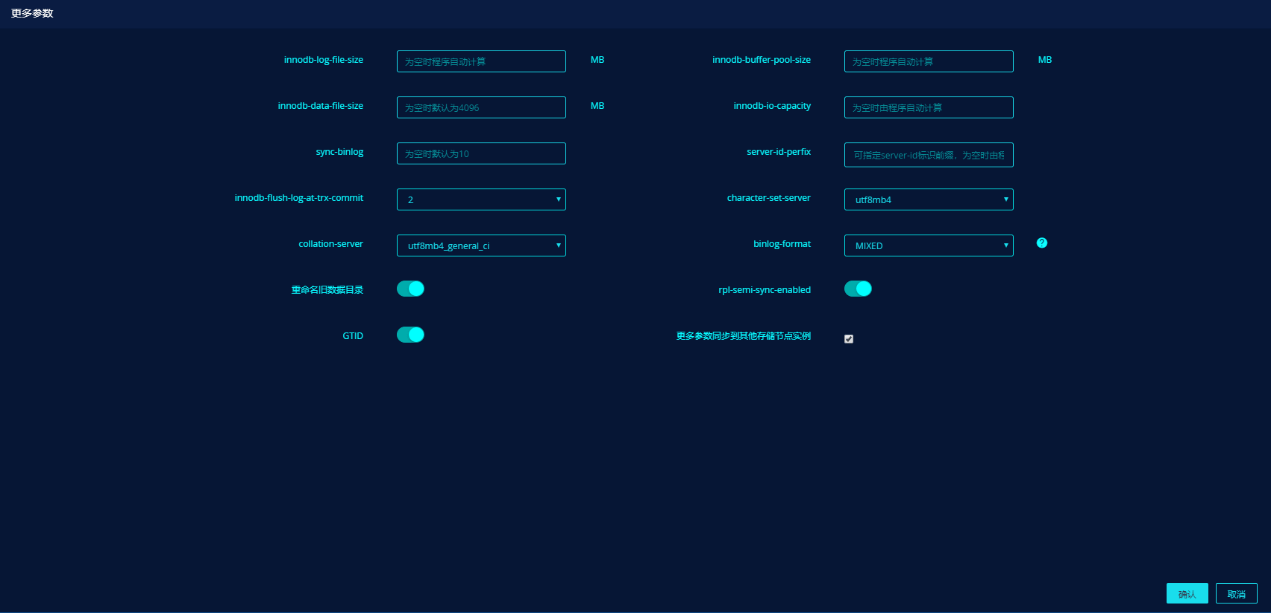 更多参数
innodb-log-file-size 为空时程序自动计算 MB innodb-buffer-pool-size 为空时程序自动计算 MB
innodb-data-file-size 为空时默认为4096 MB innodb-io-capacity 为空时由程序自动计算
sync-binlog 为空时默认为10 server-id-perfix 可指定server-id标识前缀，为空时由程
innodb-flush-log-at-trx-commit 2 character-set-server utf8mb4
collation-server utf8mb4_general_ci binlog-format MIXED ?
重命名旧数据目录 rpl-semi-sync-enabled
GTID 更多参数同步到其他存储节点实例
确认 取消